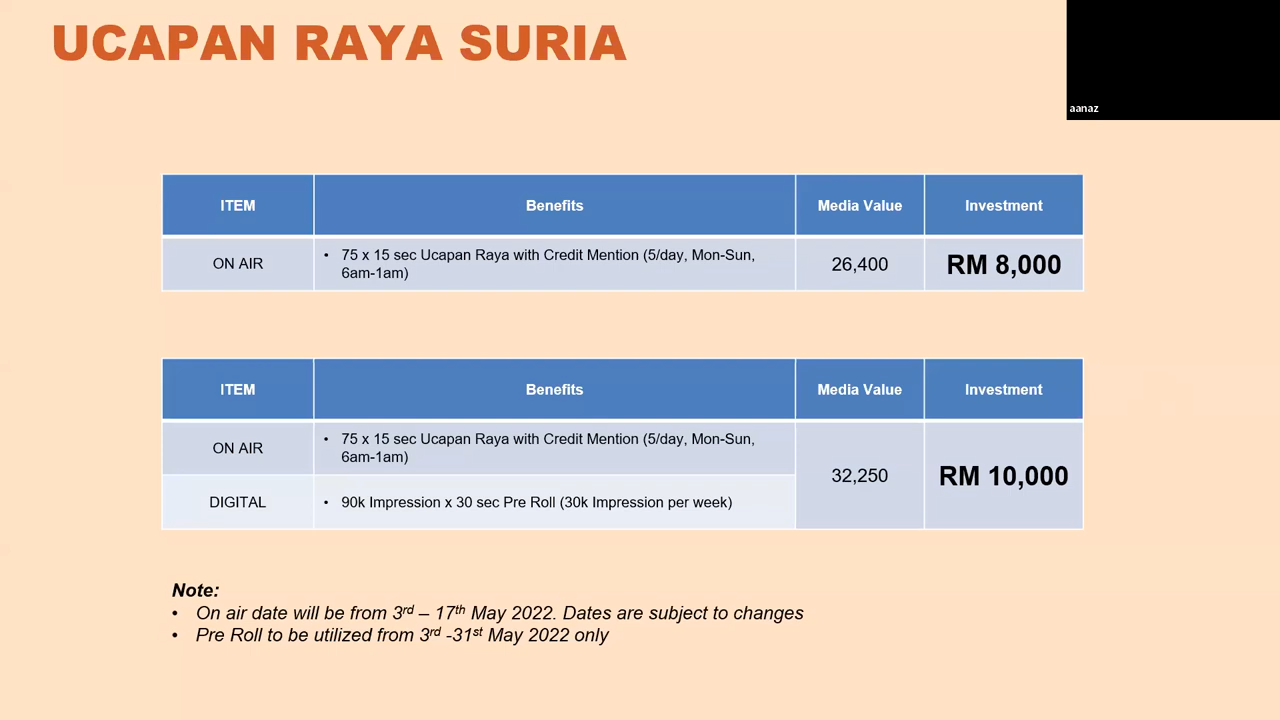 UCAPAN RAYA SURIA
aanaz
ITEM Benefits Media Value Investment
ON AIR • 75 x 15 sec Ucapan Raya with Credit Mention (5/day, Mon-Sun,
6am-1am) 26,400 RM 8,000
ITEM Benefits Media Value Investment
ON AIR • 75 x 15 sec Ucapan Raya with Credit Mention (5/day, Mon-Sun,
6am-1am)
32,250 RM 10,000
DIGITAL • 90k Impression x 30 sec Pre Roll (30k Impression per week)
Note:
• On air date will be from 3rd – 17th May 2022. Dates are subject to changes
• Pre Roll to be utilized from 3rd -31st May 2022 only